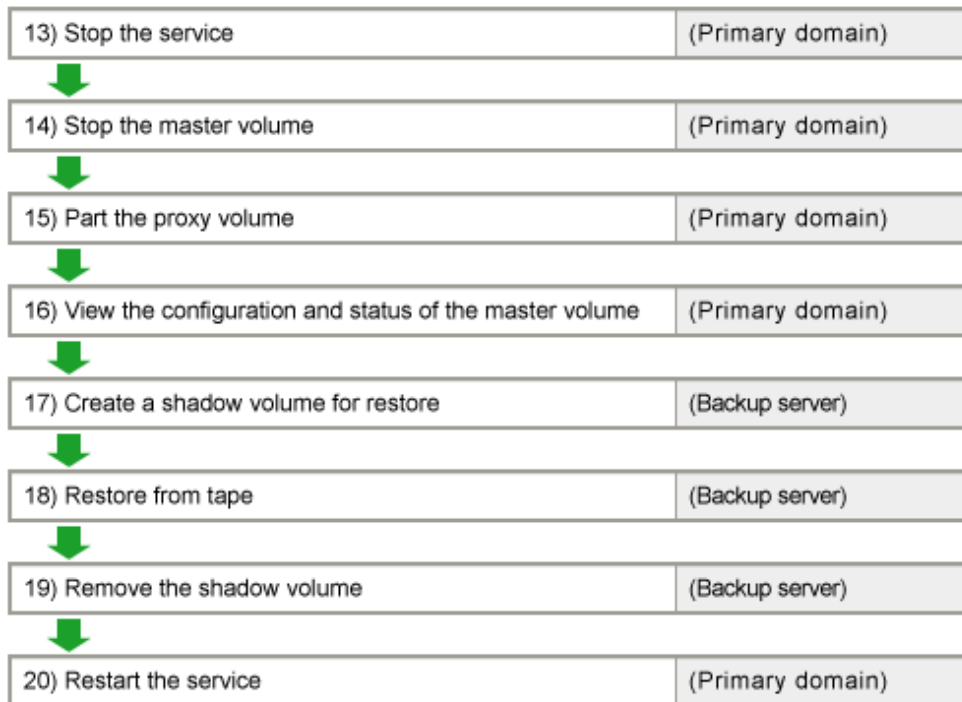 13) Stop the service (Primary domain)
14) Stop the master volume (Primary domain)
15) Part the proxy volume (Primary domain)
16) View the configuration and status of the master volume (Primary domain)
17) Create a shadow volume for restore (Backup server)
18) Restore from tape (Backup server)
19) Remove the shadow volume (Backup server)
20) Restart the service (Primary domain)